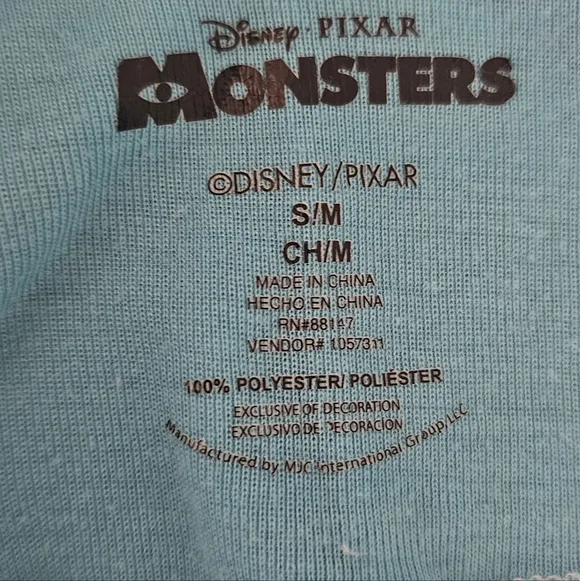 Disney · PIXAR
MONSTERS
©DISNEY/PIXAR
S/M
CH/M
MADE IN CHINA
HECHO EN CHINA
RN#88147
VENDOR# 1057311
100% POLYESTER/POLIÉSTER
EXCLUSIVE OF DECORATION
EXCLUSIVO DE DECORACION
Manufactured by MJC International Group, LLC